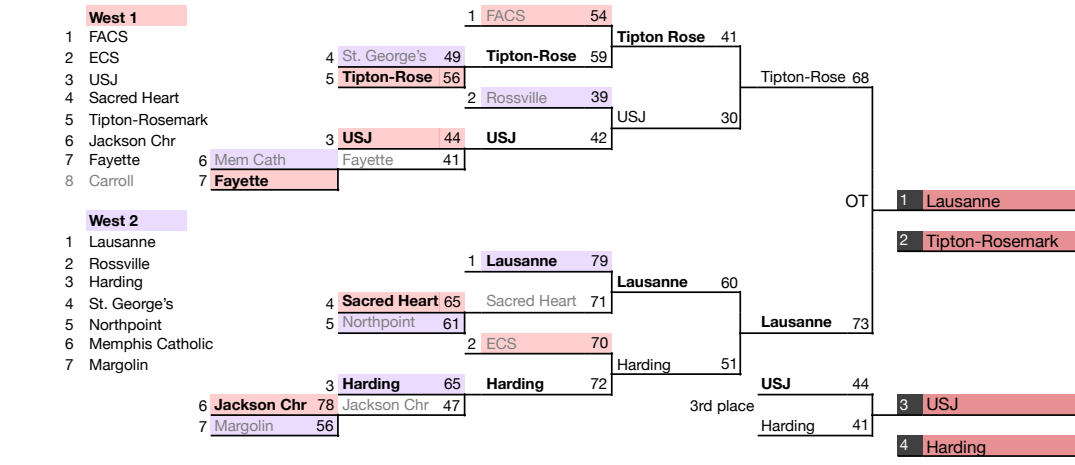 West 1
1 FACS
2 ECS
3 USJ
4 Sacred Heart
5 Tipton-Rosemark
6 Jackson Chr
7 Fayette
8 Carroll
West 2
1 Lausanne
2 Rossville
3 Harding
4 St. George's
5 Northpoint
6 Memphis Catholic
7 Margolin
6 Mem Cath
7 Fayette
4 St. George's 49
5 Tipton-Rose 56
3 USJ 44
Fayette 41
1 FACS 54
Tipton-Rose 59
2 Rossville 39
USJ 42
Tipton Rose 41
USJ 30
Tipton-Rose 68
6 Jackson Chr 78
7 Margolin 56
4 Sacred Heart 65
5 Northpoint 61
3 Harding 65
Jackson Chr 47
1 Lausanne 79
Sacred Heart 71
2 ECS 70
Harding 72
Lausanne 60
Harding 51
Lausanne 73
OT
1 Lausanne
2 Tipton-Rosemark
3rd place
USJ 44
Harding 41
3 USJ
4 Harding